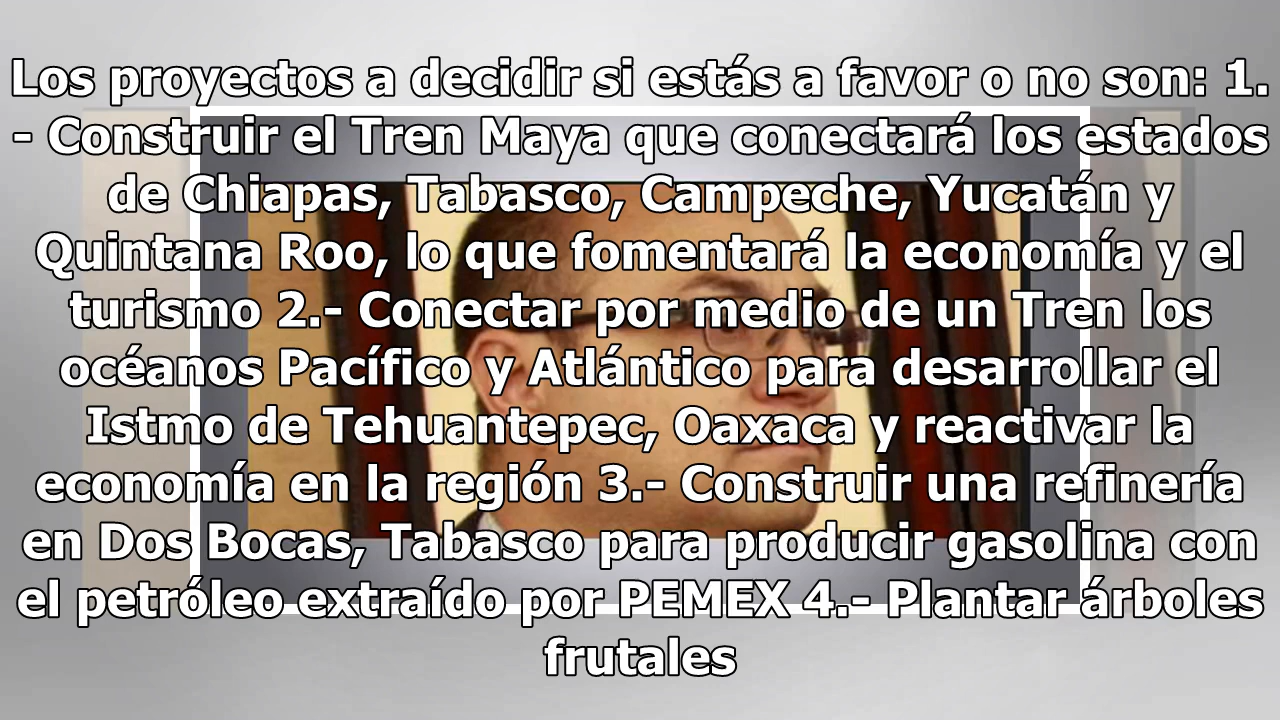 Los proyectos a decidir si estás a favor o no son: 1.
- Construir el Tren Maya que conectará los estados
de Chiapas, Tabasco, Campeche, Yucatán y
Quintana Roo, lo que fomentará la economía y el
turismo 2.- Conectar por medio de un Tren los
océanos Pacífico y Atlántico para desarrollar el
Istmo de Tehuantepec, Oaxaca y reactivar la
economía en la región 3.- Construir una refinería
en Dos Bocas, Tabasco para producir gasolina con
el petróleo extraído por PEMEX 4.- Plantar árboles
frutales